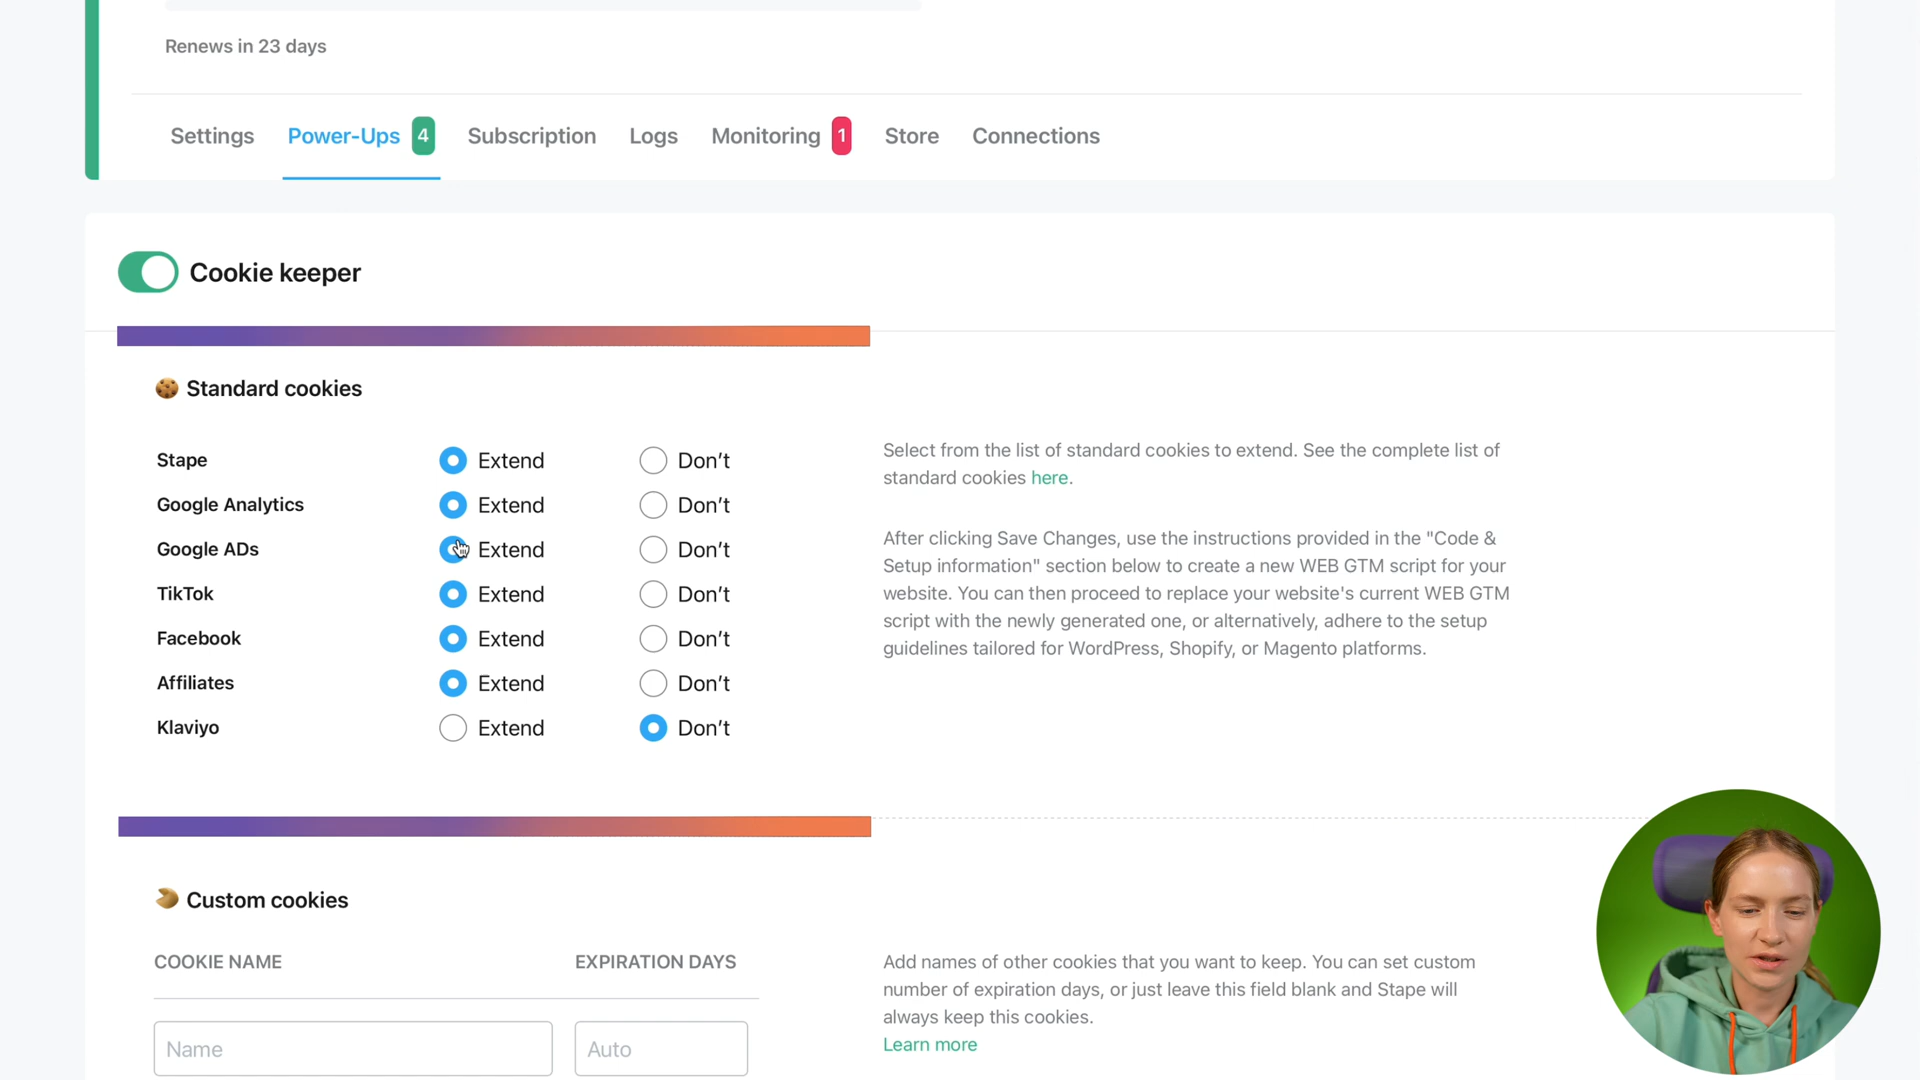 Renews in 23 days
Settings Power-Ups 4 Subscription Logs Monitoring 1 Store Connections
Cookie keeper
Standard cookies
Stape Extend Don't
Google Analytics Extend Don't
Google ADs Extend Don't
TikTok Extend Don't
Facebook Extend Don't
Affiliates Extend Don't
Klaviyo Extend Don't
Select from the list of standard cookies to extend. See the complete list of
standard cookies here.
After clicking Save Changes, use the instructions provided in the "Code &
Setup information" section below to create a new WEB GTM script for your
website. You can then proceed to replace your website's current WEB GTM
script with the newly generated one, or alternatively, adhere to the setup
guidelines tailored for WordPress, Shopify, or Magento platforms.
Custom cookies
COOKIE NAME EXPIRATION DAYS
Name Auto
Add names of other cookies that you want to keep. You can set custom
number of expiration days, or just leave this field blank and Stape will
always keep this cookies.
Learn more